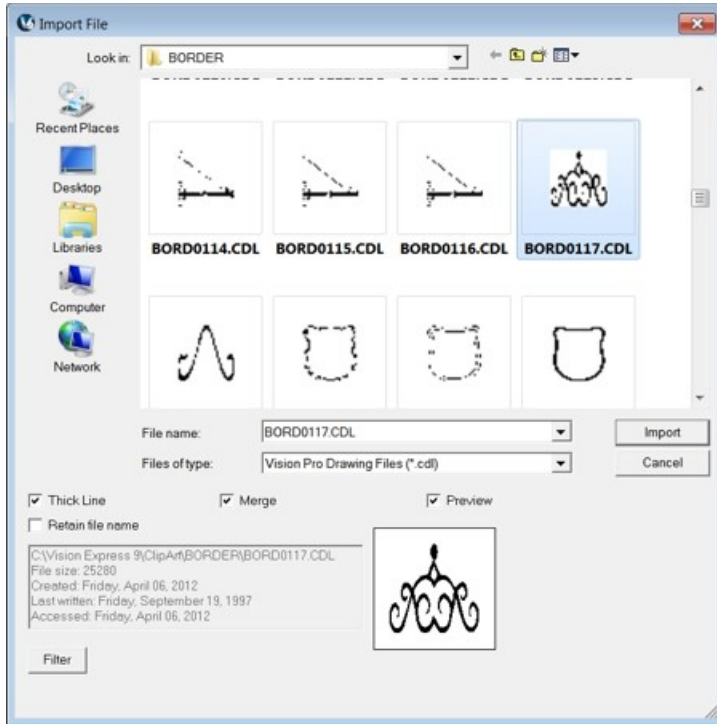 Import File
Look in:
BORDER
Recent Places
Desktop
Libraries
Computer
Network
BORD0114.CDL BORD0115.CDL BORD0116.CDL BORD0117.CDL
File name: BORD0117.CDL Import
Files of type: Vision Pro Drawing Files (*.cdl) Cancel
Thick Line Merge Preview
Retain file name
C:\Vision Express 9\ClipArt\BORDER\BORD0117.CDL
File size: 25280
Created: Friday, April 06, 2012
Last written: Friday, September 19, 1997
Accessed: Friday, April 06, 2012
Filter